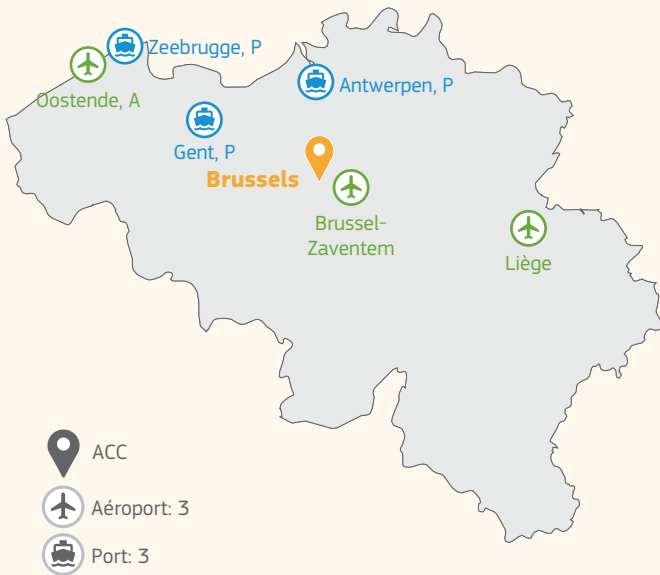 Zeebrugge, P
Oostende, A
Antwerpen, P
Gent, P
Brussels
Brussel-
Zaventem
Liège
ACC
Aéroport: 3
Port: 3